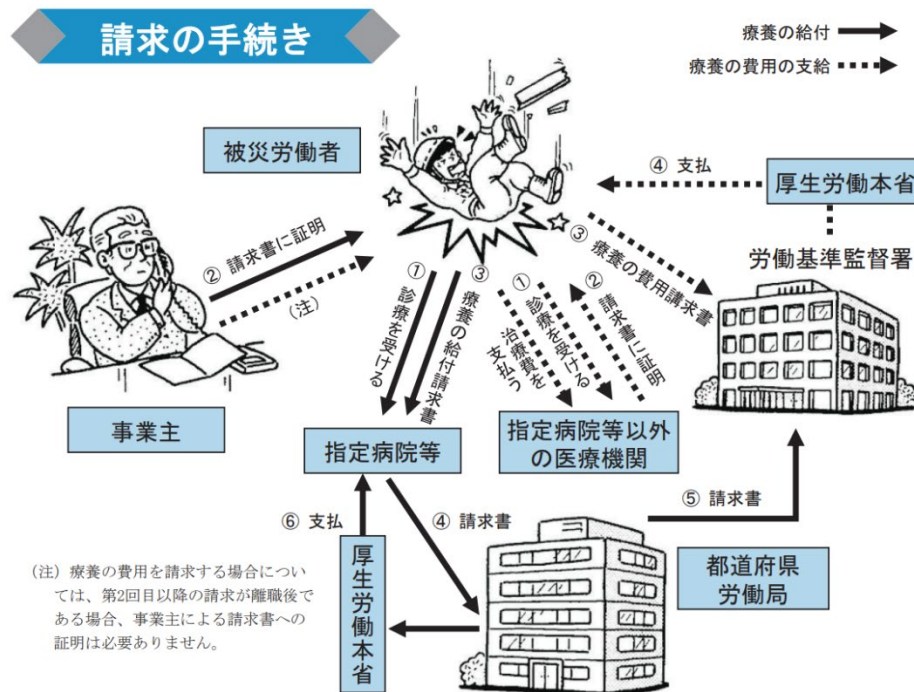 請求の手続き
療養の給付
療養の費用の支給
被災労働者
④ 支払
厚生労働本省
労働基準監督署
② 請求書に証明
(注)
③ 療養の費用請求書
事業主
① 診療を受ける
③ 療養の給付請求書
治療費を
支払う
① 診療を受ける
② 請求書に証明
指定病院等
指定病院等以外
の医療機関
⑥ 支払
④ 請求書
⑤ 請求書
厚生労働本省
都道府県
労働局
(注)療養の費用を請求する場合につい
ては、第2回目以降の請求が離職後で
ある場合、事業主による請求書への
証明は必要ありません。